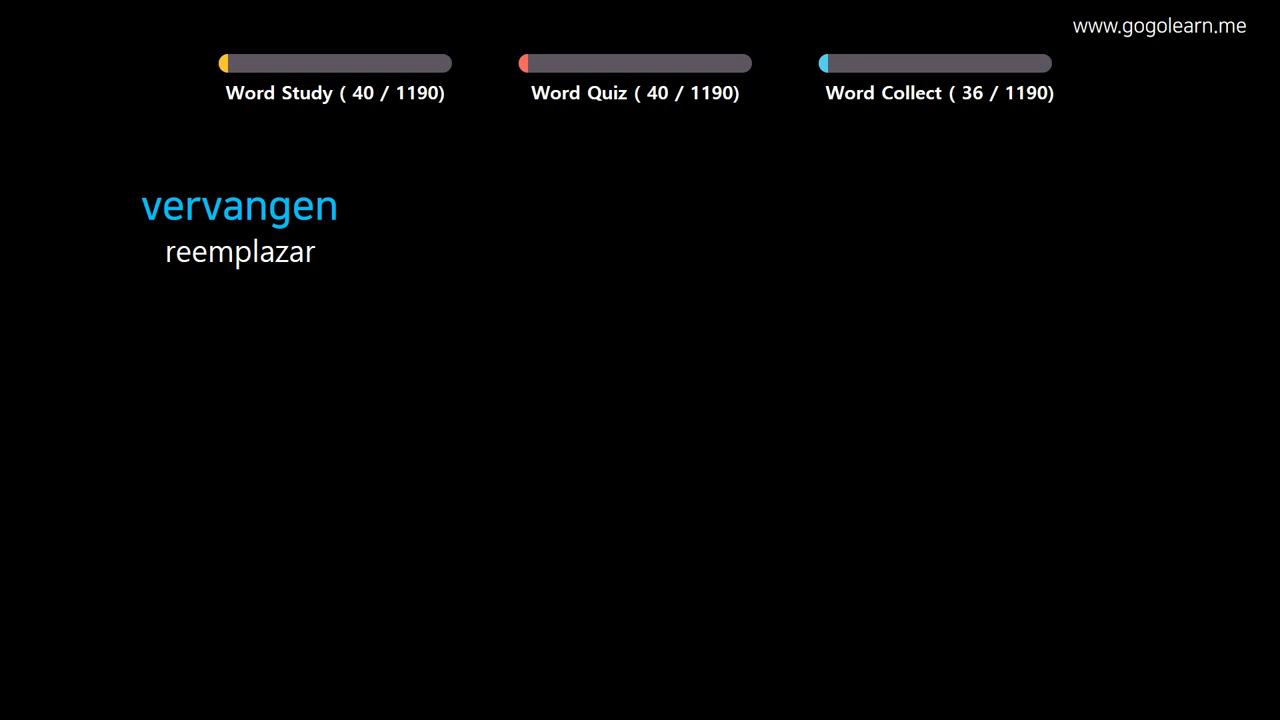 www.gogolearn.me
Word Study ( 40 / 1190)
Word Quiz ( 40 / 1190)
Word Collect ( 36 / 1190)
vervangen
reemplazar